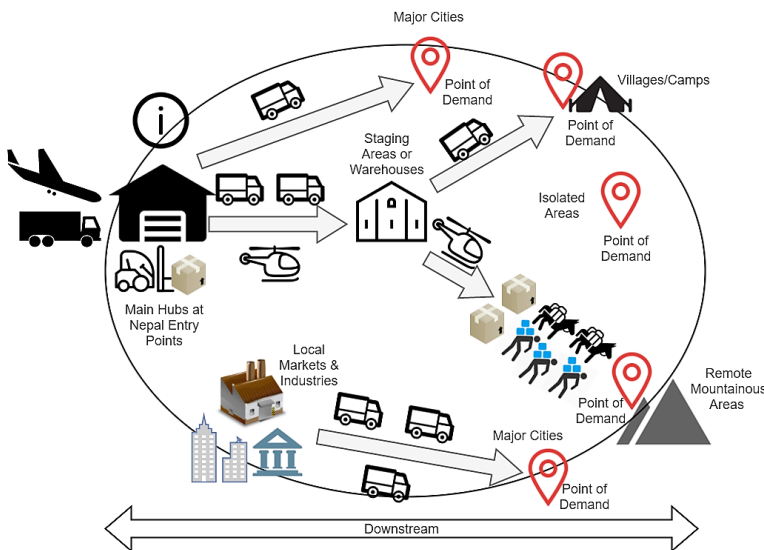 Major Cities
Point of
Demand
Villages/Camps
Point of
Demand
Staging
Areas or
Warehouses
Isolated
Areas
Point of
Demand
i
Main Hubs at
Nepal Entry
Points
Local
Markets &
Industries
Remote
Mountainous
Areas
Point of
Demand
Major Cities
Point of
Demand
Downstream